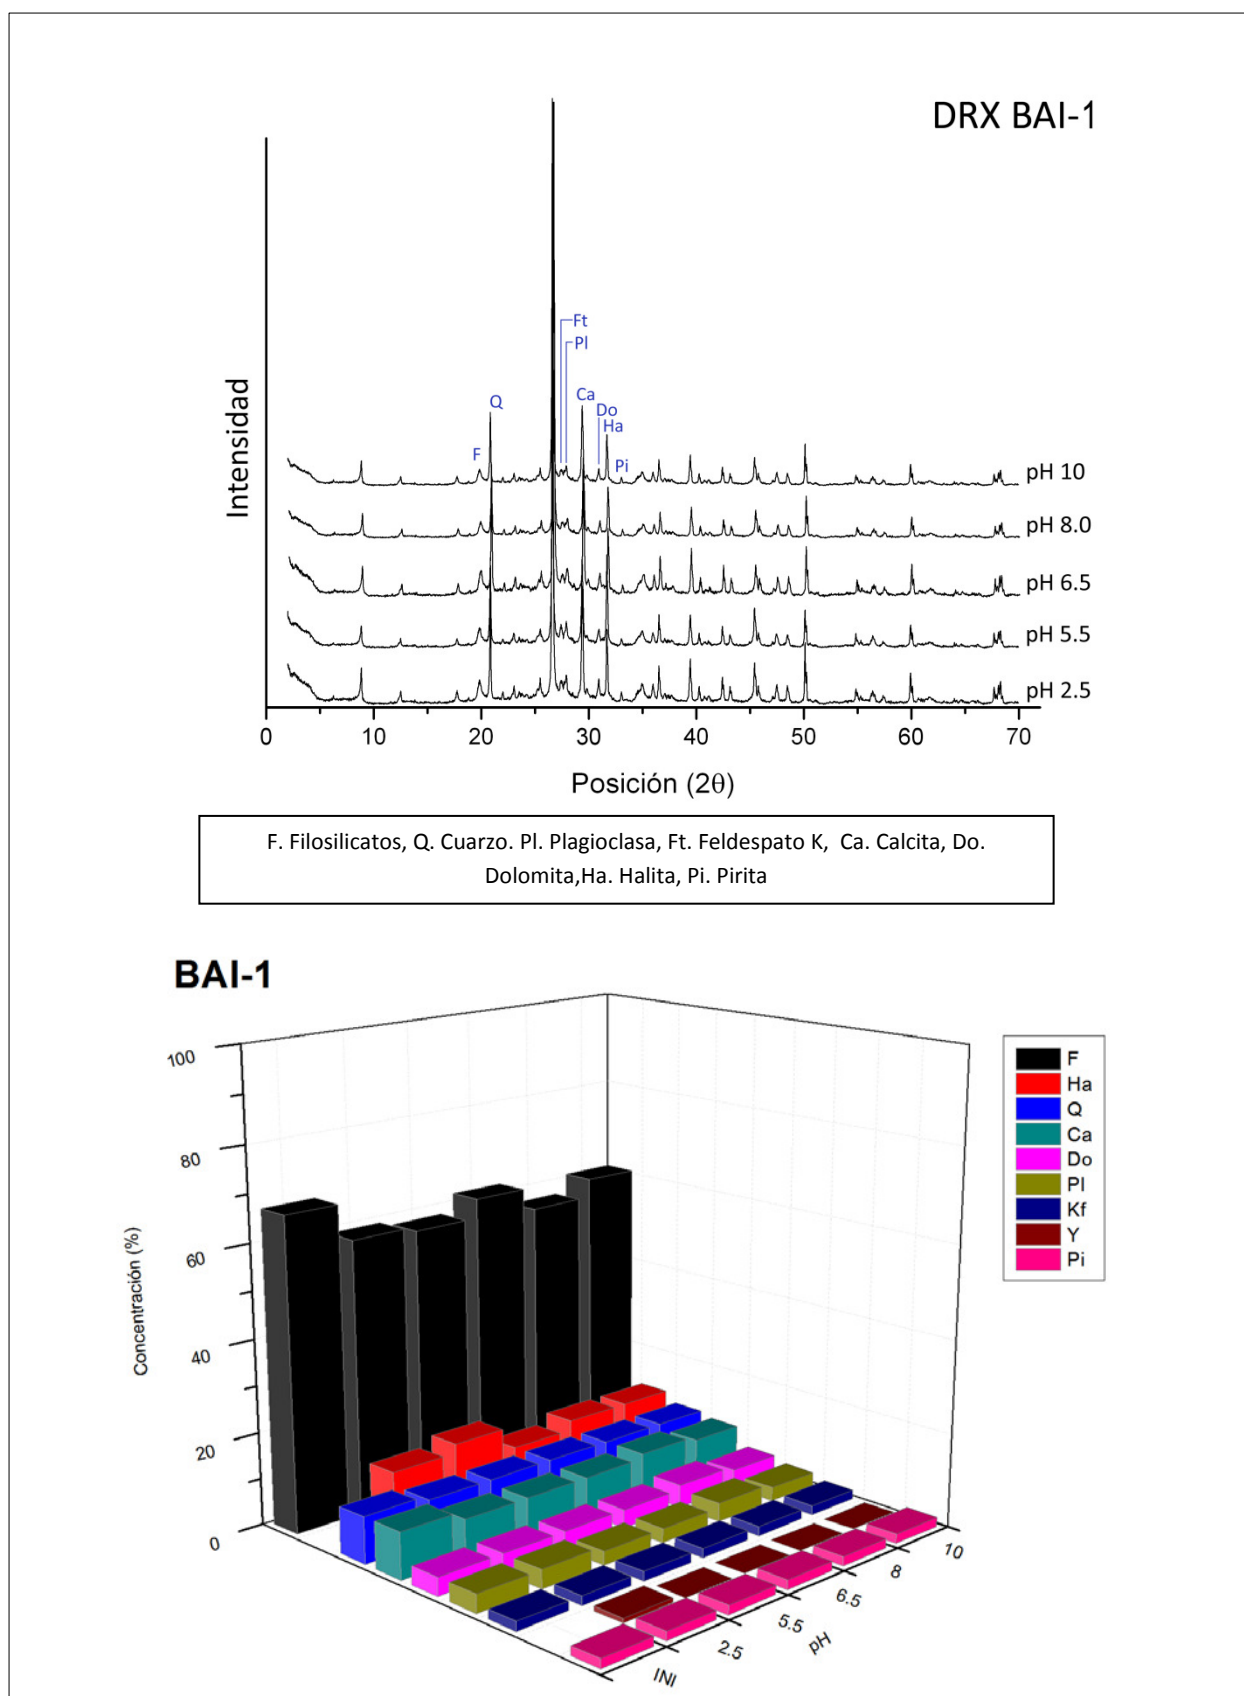 DRX BAI-1
Intensidad
Ft
Pl
Q
Ca
Do
Ha
F
Pi
pH 10
pH 8.0
pH 6.5
pH 5.5
pH 2.5
0 10 20 30 40 50 60 70
Posición (2θ)
F. Filosilicatos, Q. Cuarzo. Pl. Plagioclasa, Ft. Feldespato K, Ca. Calcita, Do.
Dolomita,Ha. Halita, Pi. Pirita
BAI-1
100
80
60
40
20
0
Concentración (%)
F
Ha
Q
Ca
Do
Pl
Kf
Y
Pi
INI
2.5
5.5
6.5
8
10
pH